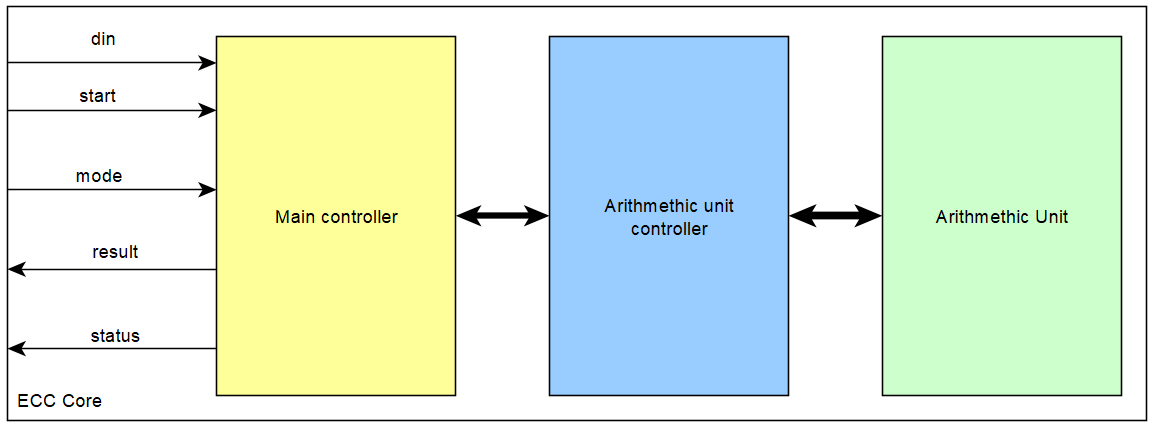 din
start
mode
result
status
ECC Core
Main controller
Arithmethic unit
controller
Arithmethic Unit